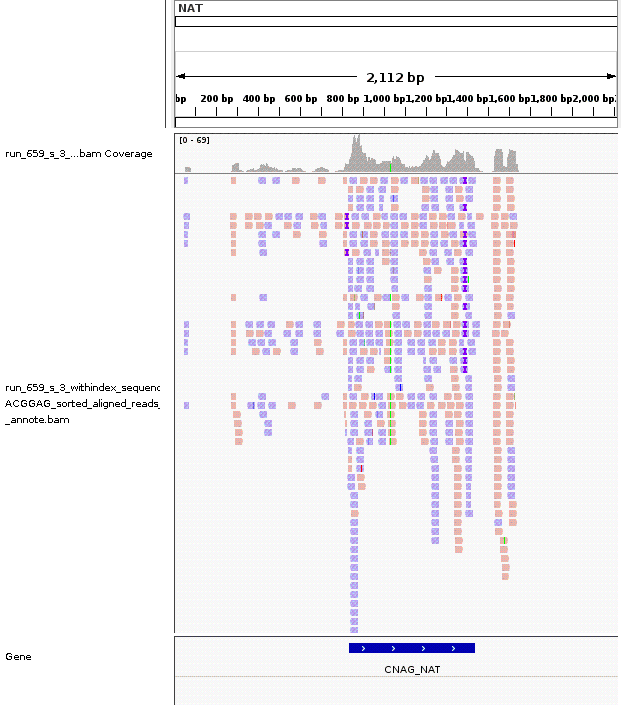 NAT
2,112 bp
bp 200 bp 400 bp 600 bp 800 bp 1,000 bp 1,200 bp 1,400 bp 1,600 bp 1,800 bp 2,000 bp
[0 - 69]
run_659_s_3_...bam Coverage
run_659_s_3_withindex_sequenc
ACGGAG_sorted_aligned_reads_
_annote.bam
Gene
CNAG_NAT